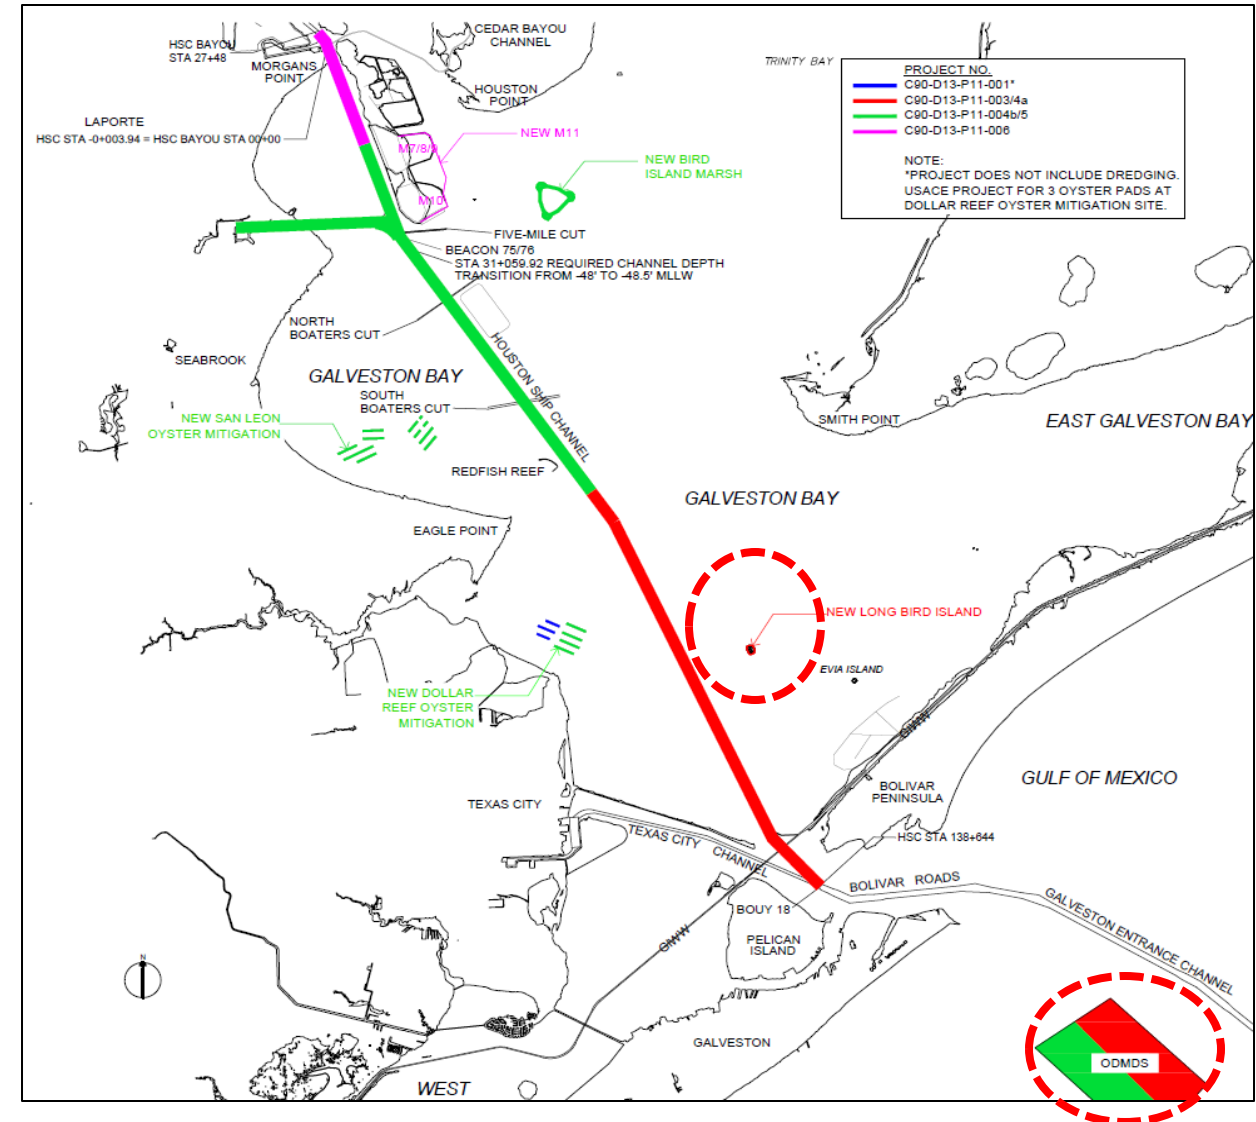 CEDAR BAYOU
CHANNEL
HSC BAYOU
STA 27+48
MORGANS
POINT
TRINITY BAY
HOUSTON
POINT
PROJECT NO.
C90-D13-P11-001*
C90-D13-P11-003/4a
C90-D13-P11-004b/5
C90-D13-P11-006
NOTE:
*PROJECT DOES NOT INCLUDE DREDGING.
USACE PROJECT FOR 3 OYSTER PADS AT
DOLLAR REEF OYSTER MITIGATION SITE.
LAPORTE
HSC STA -0+003.94 = HSC BAYOU STA 00+00
NEW M11
M7/8/9
M10
NEW BIRD
ISLAND MARSH
FIVE-MILE CUT
BEACON 75/76
STA 31+059.92 REQUIRED CHANNEL DEPTH
TRANSITION FROM -48' TO -48.5' MLLW
NORTH
BOATERS CUT
SEABROOK
GALVESTON BAY
HOUSTON SHIP CHANNEL
SOUTH
BOATERS CUT
NEW SAN LEON
OYSTER MITIGATION
SMITH POINT
EAST GALVESTON BAY
REDFISH REEF
GALVESTON BAY
EAGLE POINT
NEW LONG BIRD ISLAND
EVIA ISLAND
NEW DOLLAR
REEF OYSTER
MITIGATION
GIWW
GULF OF MEXICO
BOLIVAR
PENINSULA
TEXAS CITY
HSC STA 138+644
TEXAS CITY CHANNEL
BOLIVAR ROADS
GALVESTON ENTRANCE CHANNEL
BOUY 18
GIWW
PELICAN
ISLAND
N
GALVESTON
ODMDS
WEST